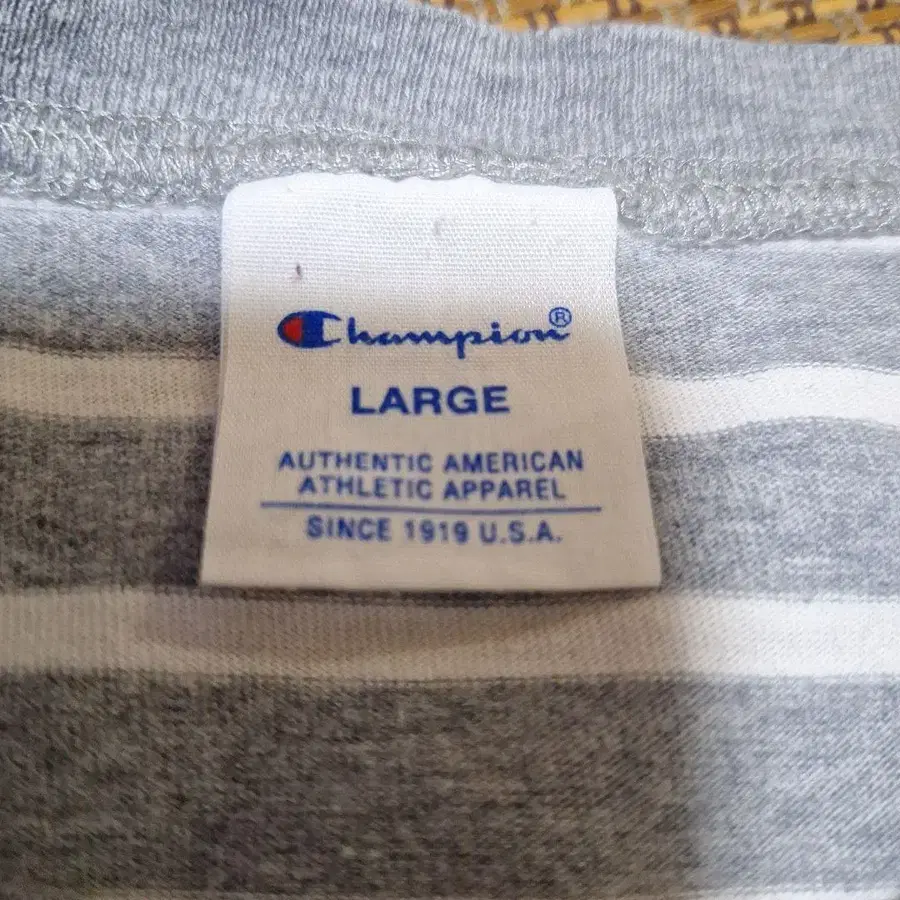 Champion®
LARGE
AUTHENTIC AMERICAN
ATHLETIC APPAREL
SINCE 1919 U.S.A.